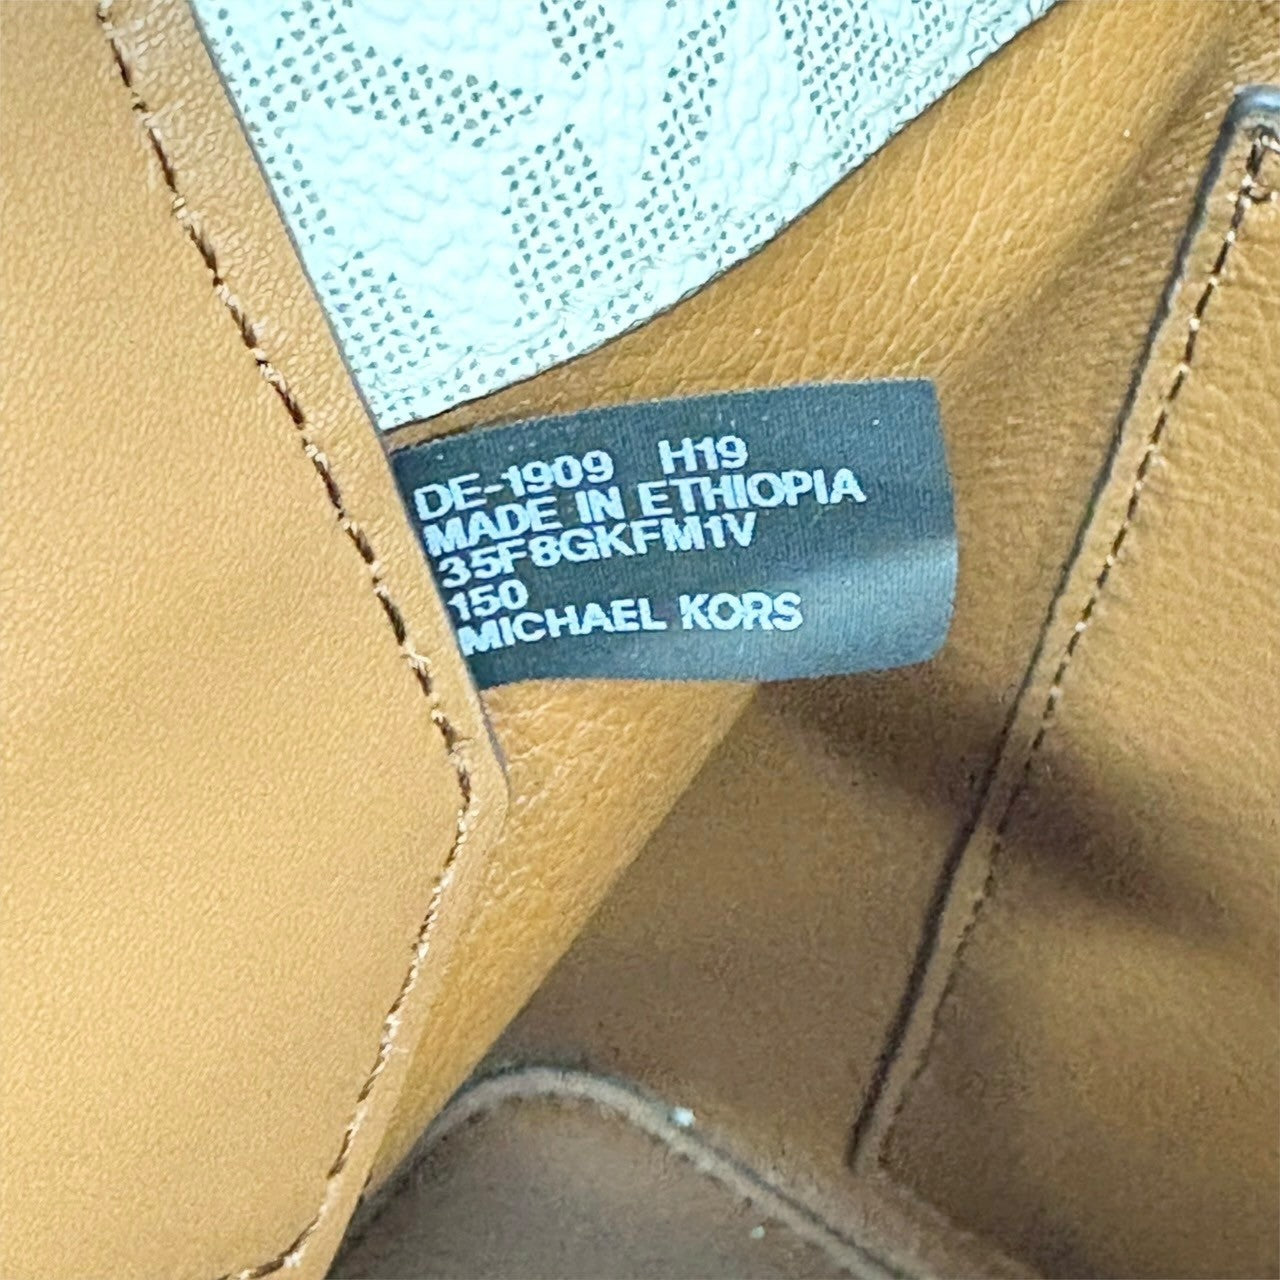 DE-1909 H19
MADE IN ETHIOPIA
35F8GKFM1V
150
MICHAEL KORS